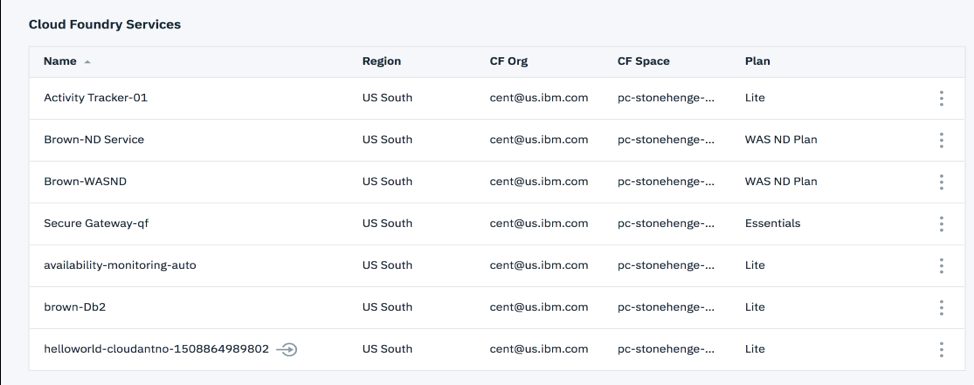 Cloud Foundry Services
Name Region CF Org CF Space Plan
Activity Tracker-01 US South cent@us.ibm.com pc-stonehenge-... Lite
Brown-ND Service US South cent@us.ibm.com pc-stonehenge-... WAS ND Plan
Brown-WASND US South cent@us.ibm.com pc-stonehenge-... WAS ND Plan
Secure Gateway-qf US South cent@us.ibm.com pc-stonehenge-... Essentials
availability-monitoring-auto US South cent@us.ibm.com pc-stonehenge-... Lite
brown-Db2 US South cent@us.ibm.com pc-stonehenge-... Lite
helloworld-cloudantno-1508864989802 US South cent@us.ibm.com pc-stonehenge-... Lite